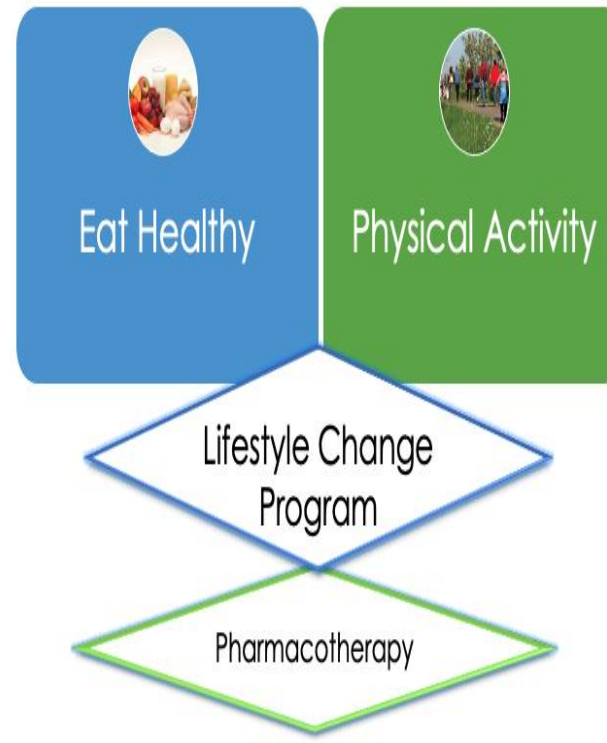 Eat Healthy
Physical Activity
Lifestyle Change
Program
Pharmacotherapy